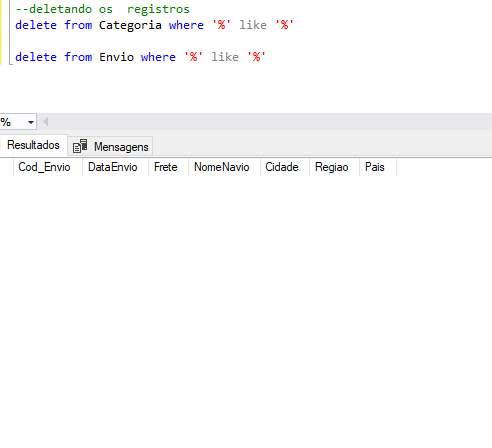 --deletando os  registros
delete from Categoria where '%' like '%'
delete from Envio where '%' like '%'
%
Resultados Mensagens
Cod_Envio DataEnvio Frete NomeNavio Cidade Regiao Pais